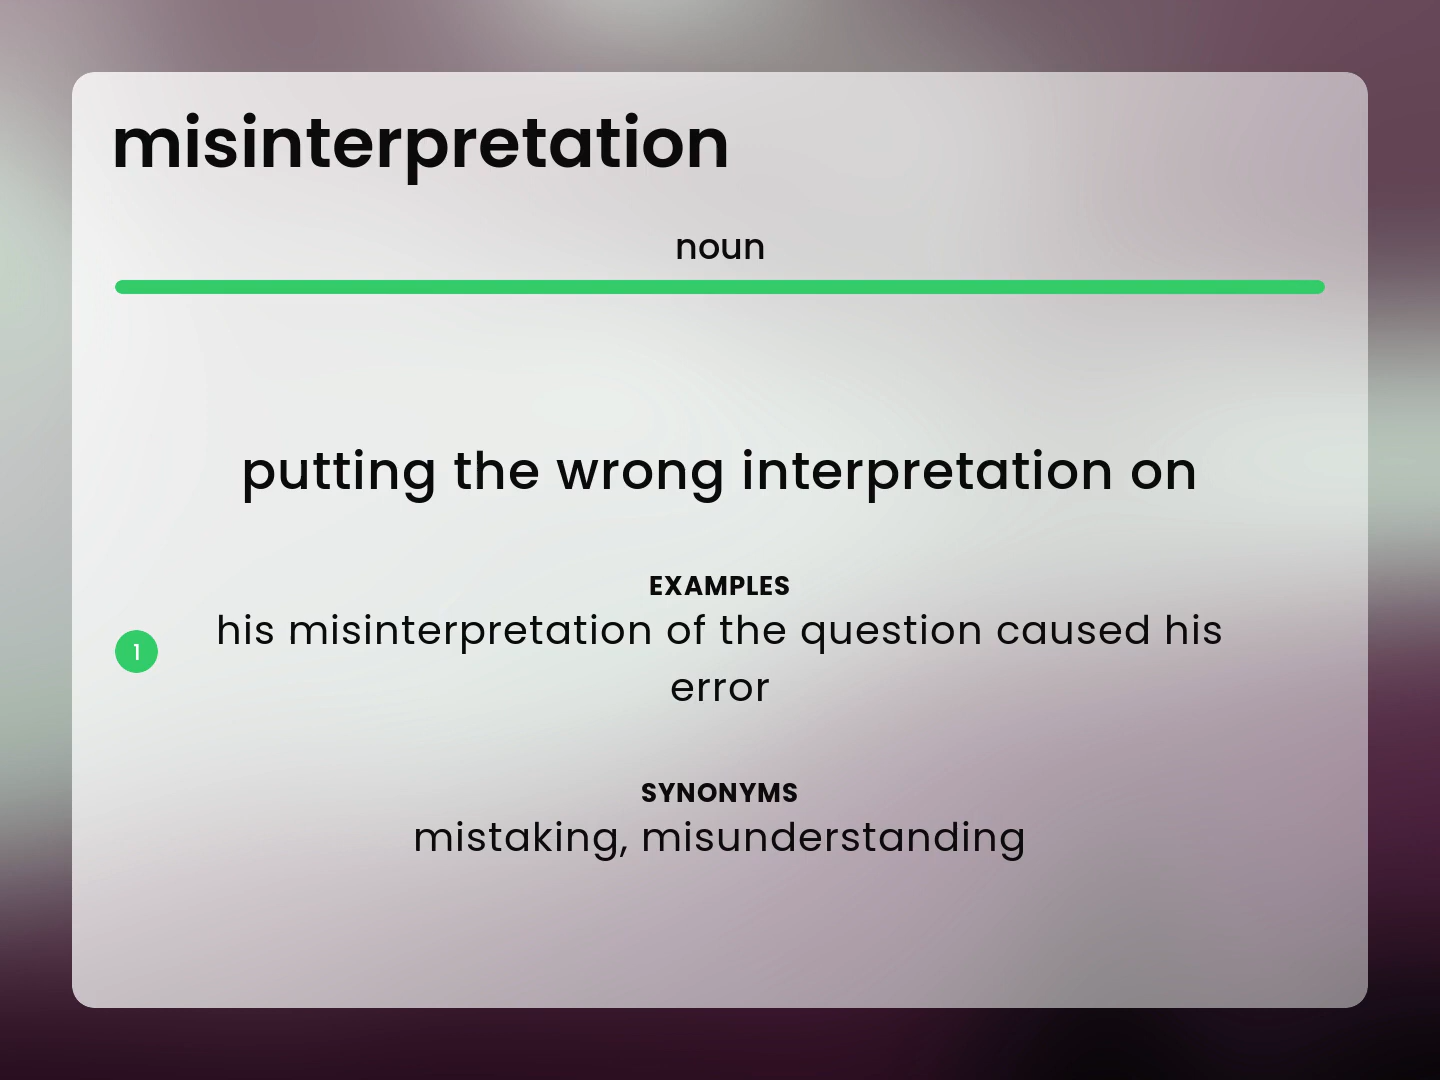 misinterpretation
noun
putting the wrong interpretation on
EXAMPLES
1 his misinterpretation of the question caused his
error
SYNONYMS
mistaking, misunderstanding